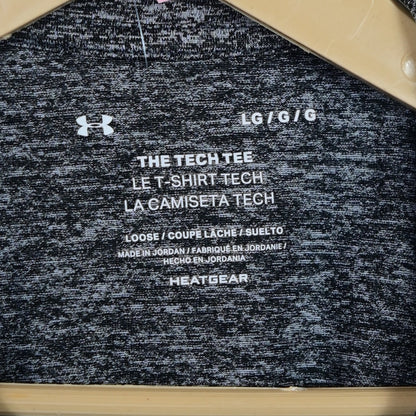 LG / G / G
THE TECH TEE
LE T-SHIRT TECH
LA CAMISETA TECH
LOOSE / COUPE LÂCHE / SUELTO
MADE IN JORDAN / FABRIQUÉ EN JORDANIE /
HECHO EN JORDANIA
HEATGEAR